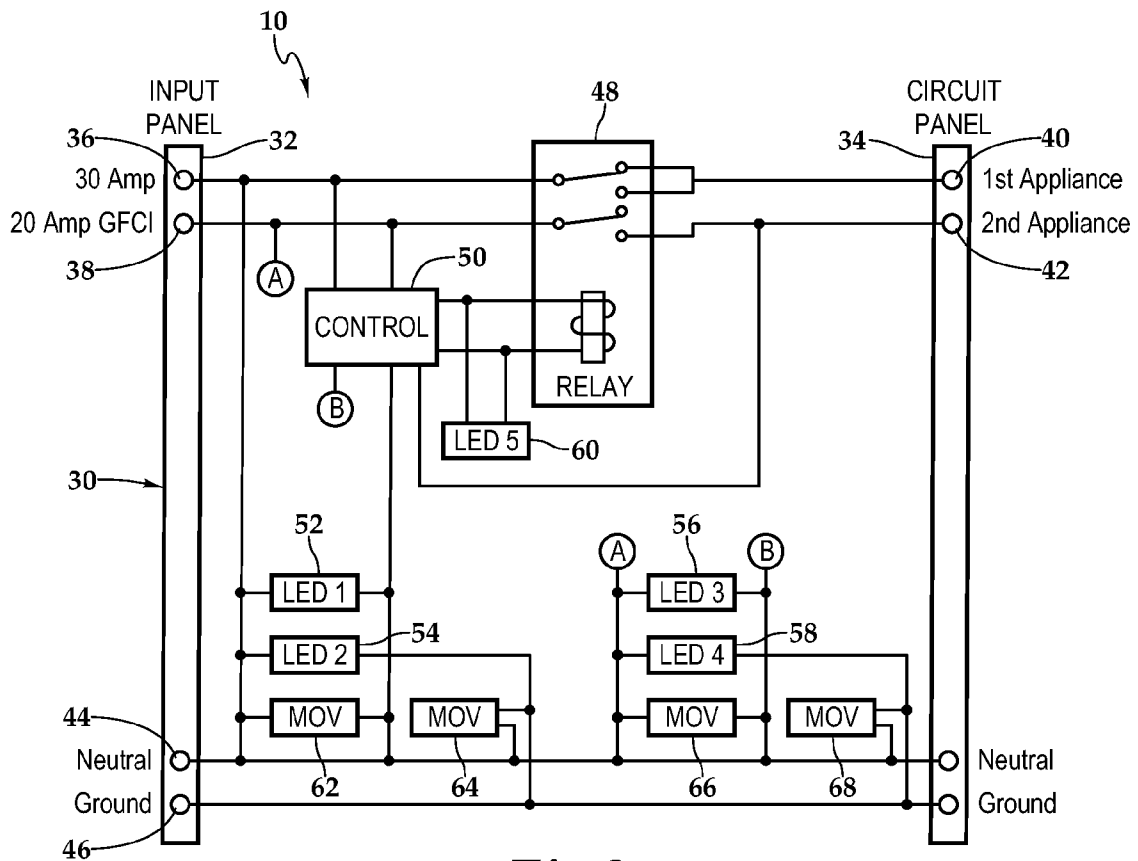 10
INPUT
PANEL
CIRCUIT
PANEL
48
36
32
34
40
30 Amp
1st Appliance
20 Amp GFCI
2nd Appliance
38
A
50
42
CONTROL
B
RELAY
LED 5
60
30
52
A
56
B
LED 1
LED 3
54
58
LED 2
LED 4
MOV
MOV
MOV
MOV
44
Neutral
62
64
66
68
Neutral
Ground
Ground
46